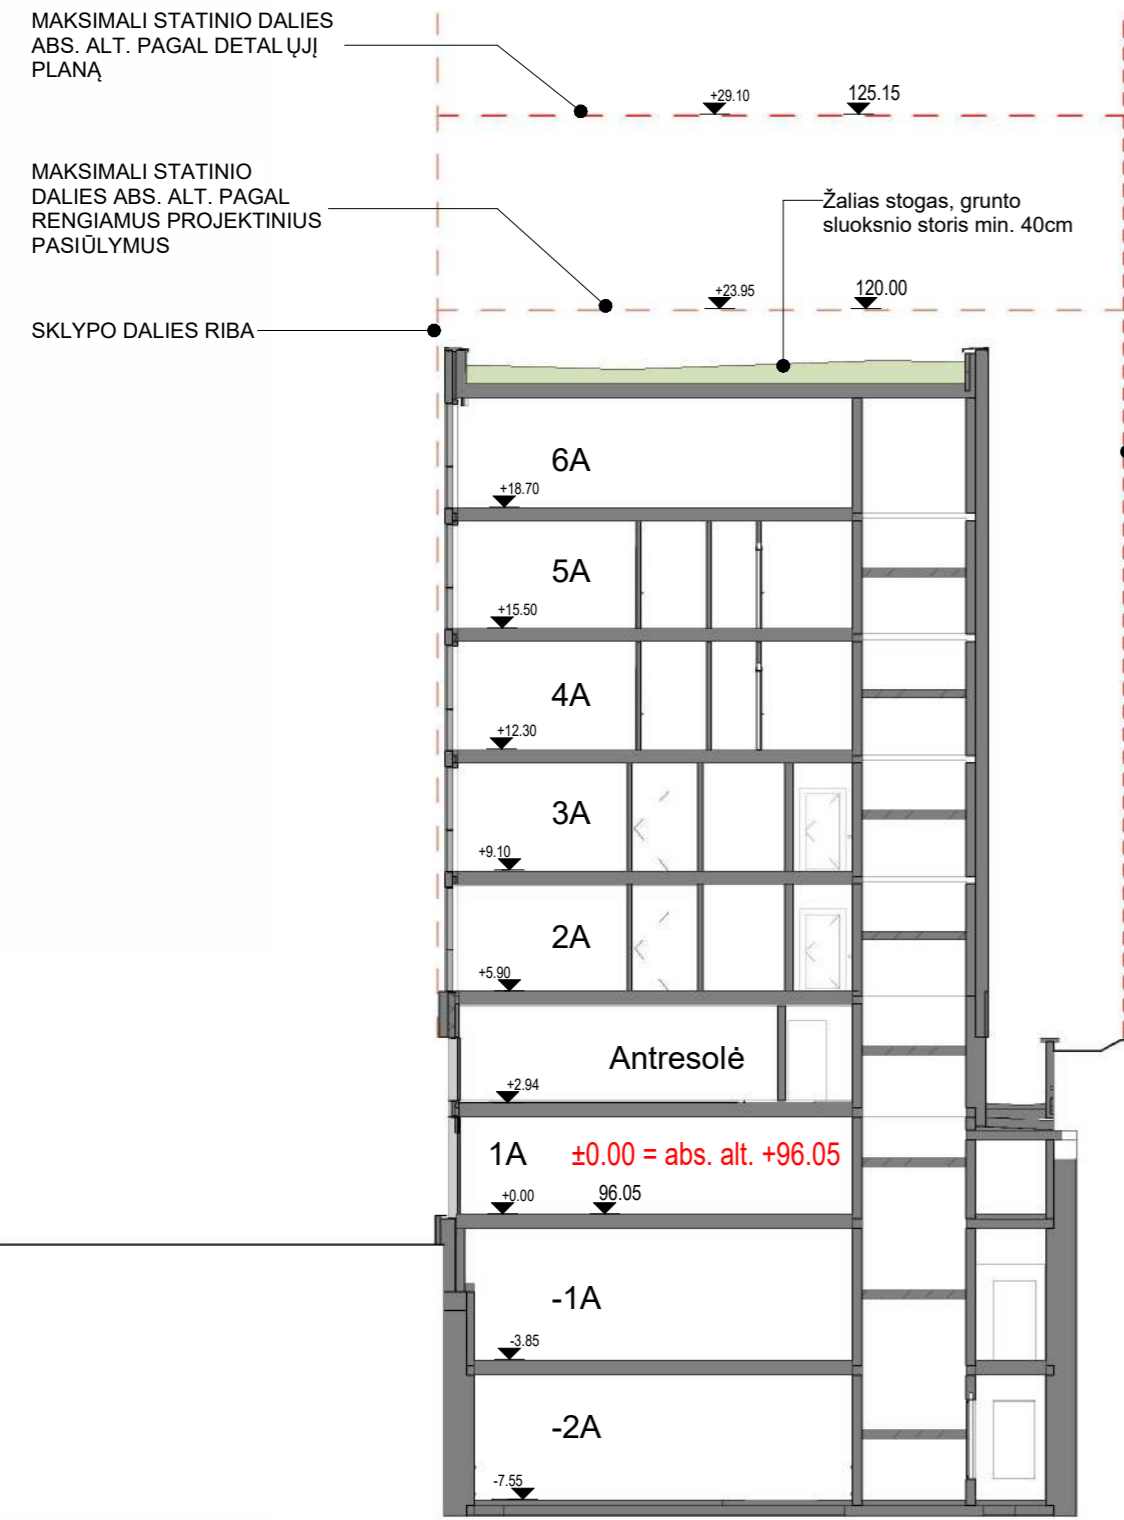 MAKSIMALI STATINIO DALIES
ABS. ALT. PAGAL DETALŲJĮ
PLANĄ
+29.10
125.15
MAKSIMALI STATINIO
DALIES ABS. ALT. PAGAL
RENGIAMUS PROJEKTINIUS
PASIŪLYMUS
Žalias stogas, grunto
sluoksnio storis min. 40cm
+23.95
120.00
SKLYPO DALIES RIBA
6A
+18.70
5A
+15.50
4A
+12.30
3A
+9.10
2A
+5.90
Antresolė
+2.94
1A
±0.00 = abs. alt. +96.05
+0.00
96.05
-1A
-3.85
-2A
-7.55